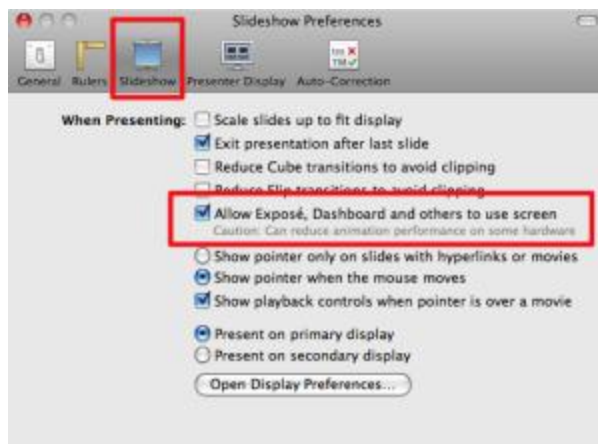 Slideshow Preferences
General Rulers Slideshow Presenter Display Auto-Correction
When Presenting: Scale slides up to fit display
Exit presentation after last slide
Reduce Cube transitions to avoid clipping
Reduce Flip transitions to avoid clipping
Allow Exposé, Dashboard and others to use screen
Caution: Can reduce animation performance on some hardware
Show pointer only on slides with hyperlinks or movies
Show pointer when the mouse moves
Show playback controls when pointer is over a movie
Present on primary display
Present on secondary display
Open Display Preferences...